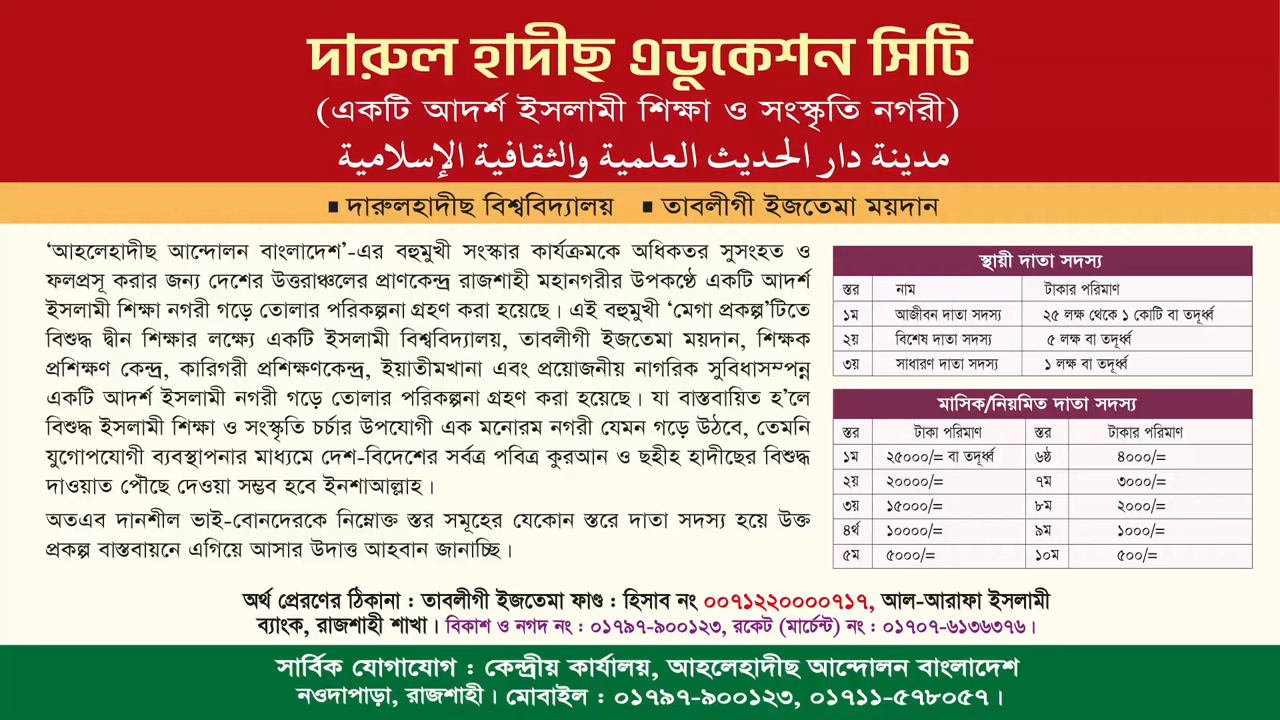 দারুল হাদীছ এডুকেশন সিটি
(একটি আদর্শ ইসলামী শিক্ষা ও সংস্কৃতি নগরী)
مدينة دار الحديث العلمية والثقافية الإسلامية
■ দারুলহাদীছ বিশ্ববিদ্যালয় ■ তাবলীগী ইজতেমা ময়দান
‘আহলেহাদীছ আন্দোলন বাংলাদেশ’-এর বহুমুখী সংস্কার কার্যক্রমকে অধিকতর সুসংহত ও
ফলপ্রসূ করার জন্য দেশের উত্তরাঞ্চলের প্রাণকেন্দ্র রাজশাহী মহানগরীর উপকণ্ঠে একটি আদর্শ
ইসলামী শিক্ষা নগরী গড়ে তোলার পরিকল্পনা গ্রহণ করা হয়েছে। এই বহুমুখী ‘মেগা প্রকল্প’টিতে
বিশুদ্ধ দ্বীন শিক্ষার লক্ষ্যে একটি ইসলামী বিশ্ববিদ্যালয়, তাবলীগী ইজতেমা ময়দান, শিক্ষক
প্রশিক্ষণ কেন্দ্র, কারিগরী প্রশিক্ষণকেন্দ্র, ইয়াতীমখানা এবং প্রয়োজনীয় নাগরিক সুবিধাসম্পন্ন
একটি আদর্শ ইসলামী নগরী গড়ে তোলার পরিকল্পনা গ্রহণ করা হয়েছে। যা বাস্তবায়িত হ’লে
বিশুদ্ধ ইসলামী শিক্ষা ও সংস্কৃতি চর্চার উপযোগী এক মনোরম নগরী যেমন গড়ে উঠবে, তেমনি
যুগোপযোগী ব্যবস্থাপনার মাধ্যমে দেশ-বিদেশের সর্বত্র পবিত্র কুরআন ও ছহীহ হাদীছের বিশুদ্ধ
দাওয়াত পৌঁছে দেওয়া সম্ভব হবে ইনশাআল্লাহ।
অতএব দানশীল ভাই-বোনদেরকে নিম্নোক্ত স্তর সমূহের যেকোন স্তরে দাতা সদস্য হয়ে উক্ত
প্রকল্প বাস্তবায়নে এগিয়ে আসার উদাত্ত আহবান জানাচ্ছি।
স্থায়ী দাতা সদস্য
স্তর নাম টাকার পরিমাণ
১ম আজীবন দাতা সদস্য ২৫ লক্ষ থেকে ১ কোটি বা তদূর্ধ্ব
২য় বিশেষ দাতা সদস্য ৫ লক্ষ বা তদূর্ধ্ব
৩য় সাধারণ দাতা সদস্য ১ লক্ষ বা তদূর্ধ্ব
মাসিক/নিয়মিত দাতা সদস্য
স্তর টাকা পরিমাণ স্তর টাকার পরিমাণ
১ম ২৫০০০/= বা তদূর্ধ্ব ৬ষ্ঠ ৪০০০/=
২য় ২০০০০/= ৭ম ৩০০০/=
৩য় ১৫০০০/= ৮ম ২০০০/=
৪র্থ ১০০০০/= ৯ম ১০০০/=
৫ম ৫০০০/= ১০ম ৫০০/=
অর্থ প্রেরণের ঠিকানা : তাবলীগী ইজতেমা ফাণ্ড : হিসাব নং ০০৭১২২০০০০৭১৭, আল-আরাফা ইসলামী
ব্যাংক, রাজশাহী শাখা। বিকাশ ও নগদ নং : ০১৭৯৭-৯০০১২৩, রকেট (মার্চেন্ট) নং : ০১৭০৭-৬১৩৬৩৭৬।
সার্বিক যোগাযোগ : কেন্দ্রীয় কার্যালয়, আহলেহাদীছ আন্দোলন বাংলাদেশ
নওদাপাড়া, রাজশাহী। মোবাইল : ০১৭৯৭-৯০০১২৩, ০১৭১১-৫৭৮০৫৭।